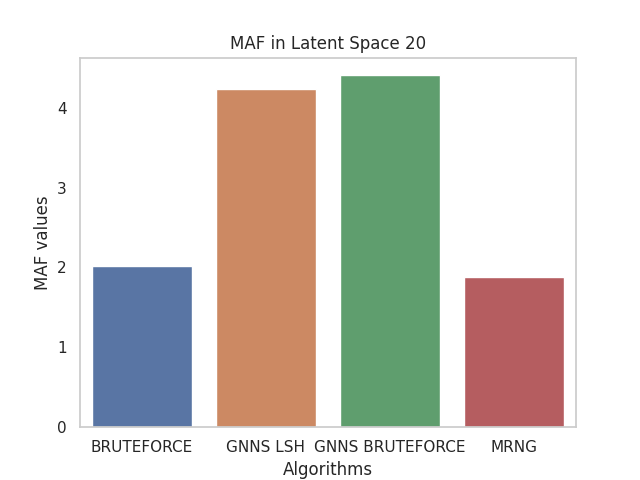 MAF in Latent Space 20
MAF values
4
3
2
1
0
BRUTEFORCE GNNS LSH GNNS BRUTEFORCE MRNG
Algorithms